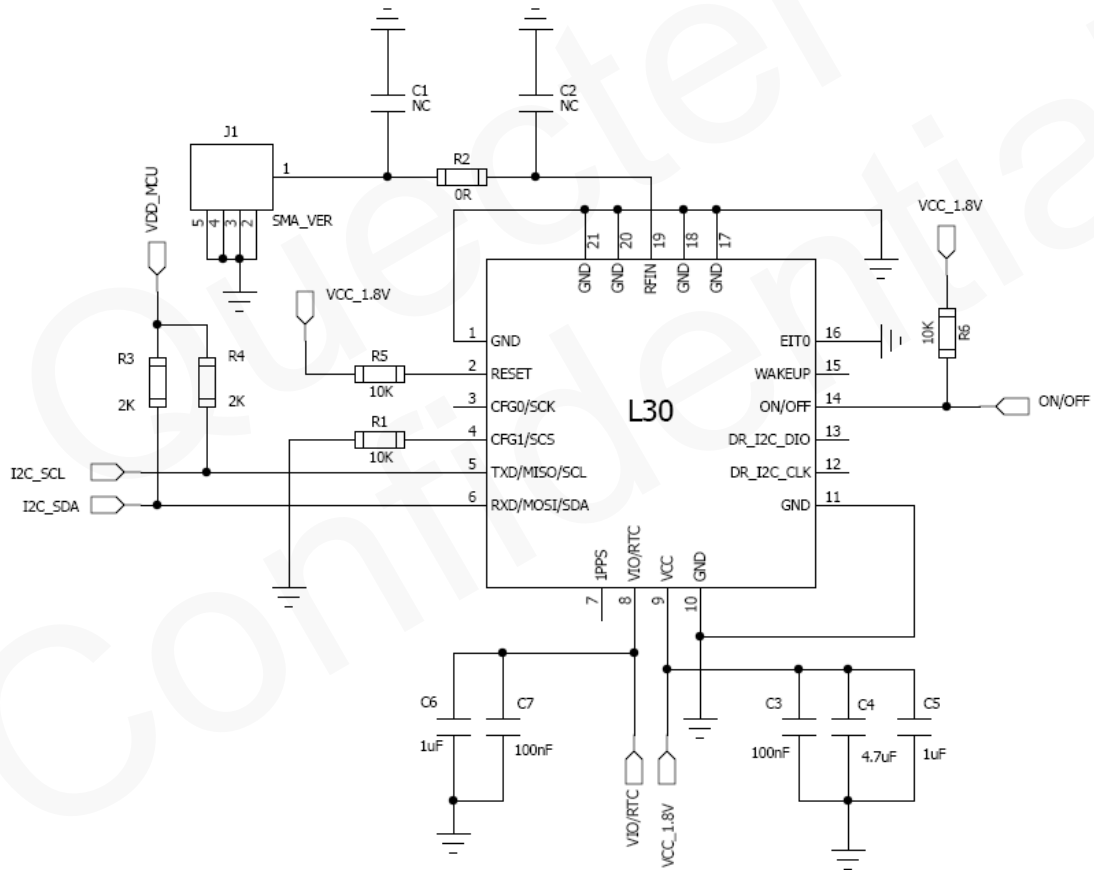 Quectel
Confidential
C1
NC
C2
NC
J1
1
R2
0R
SMA_VER
5
4
3
2
VDD_MCU
VCC_1.8V
21
20
19
18
17
GND
GND
RFIN
GND
GND
VCC_1.8V
10K
R6
R3
2K
R4
2K
R5
10K
R1
10K
1
GND
2
RESET
3
CFG0/SCK
4
CFG1/SCS
5
TXD/MISO/SCL
6
RXD/MOSI/SDA
L30
EIT0
16
WAKEUP
15
ON/OFF
14
ON/OFF
DR_I2C_DIO
13
DR_I2C_CLK
12
GND
11
I2C_SCL
I2C_SDA
1PPS
VIO/RTC
VCC
GND
7
8
9
10
C6
1uF
C7
100nF
C3
100nF
C4
4.7uF
C5
1uF
VIO/RTC
VCC_1.8V